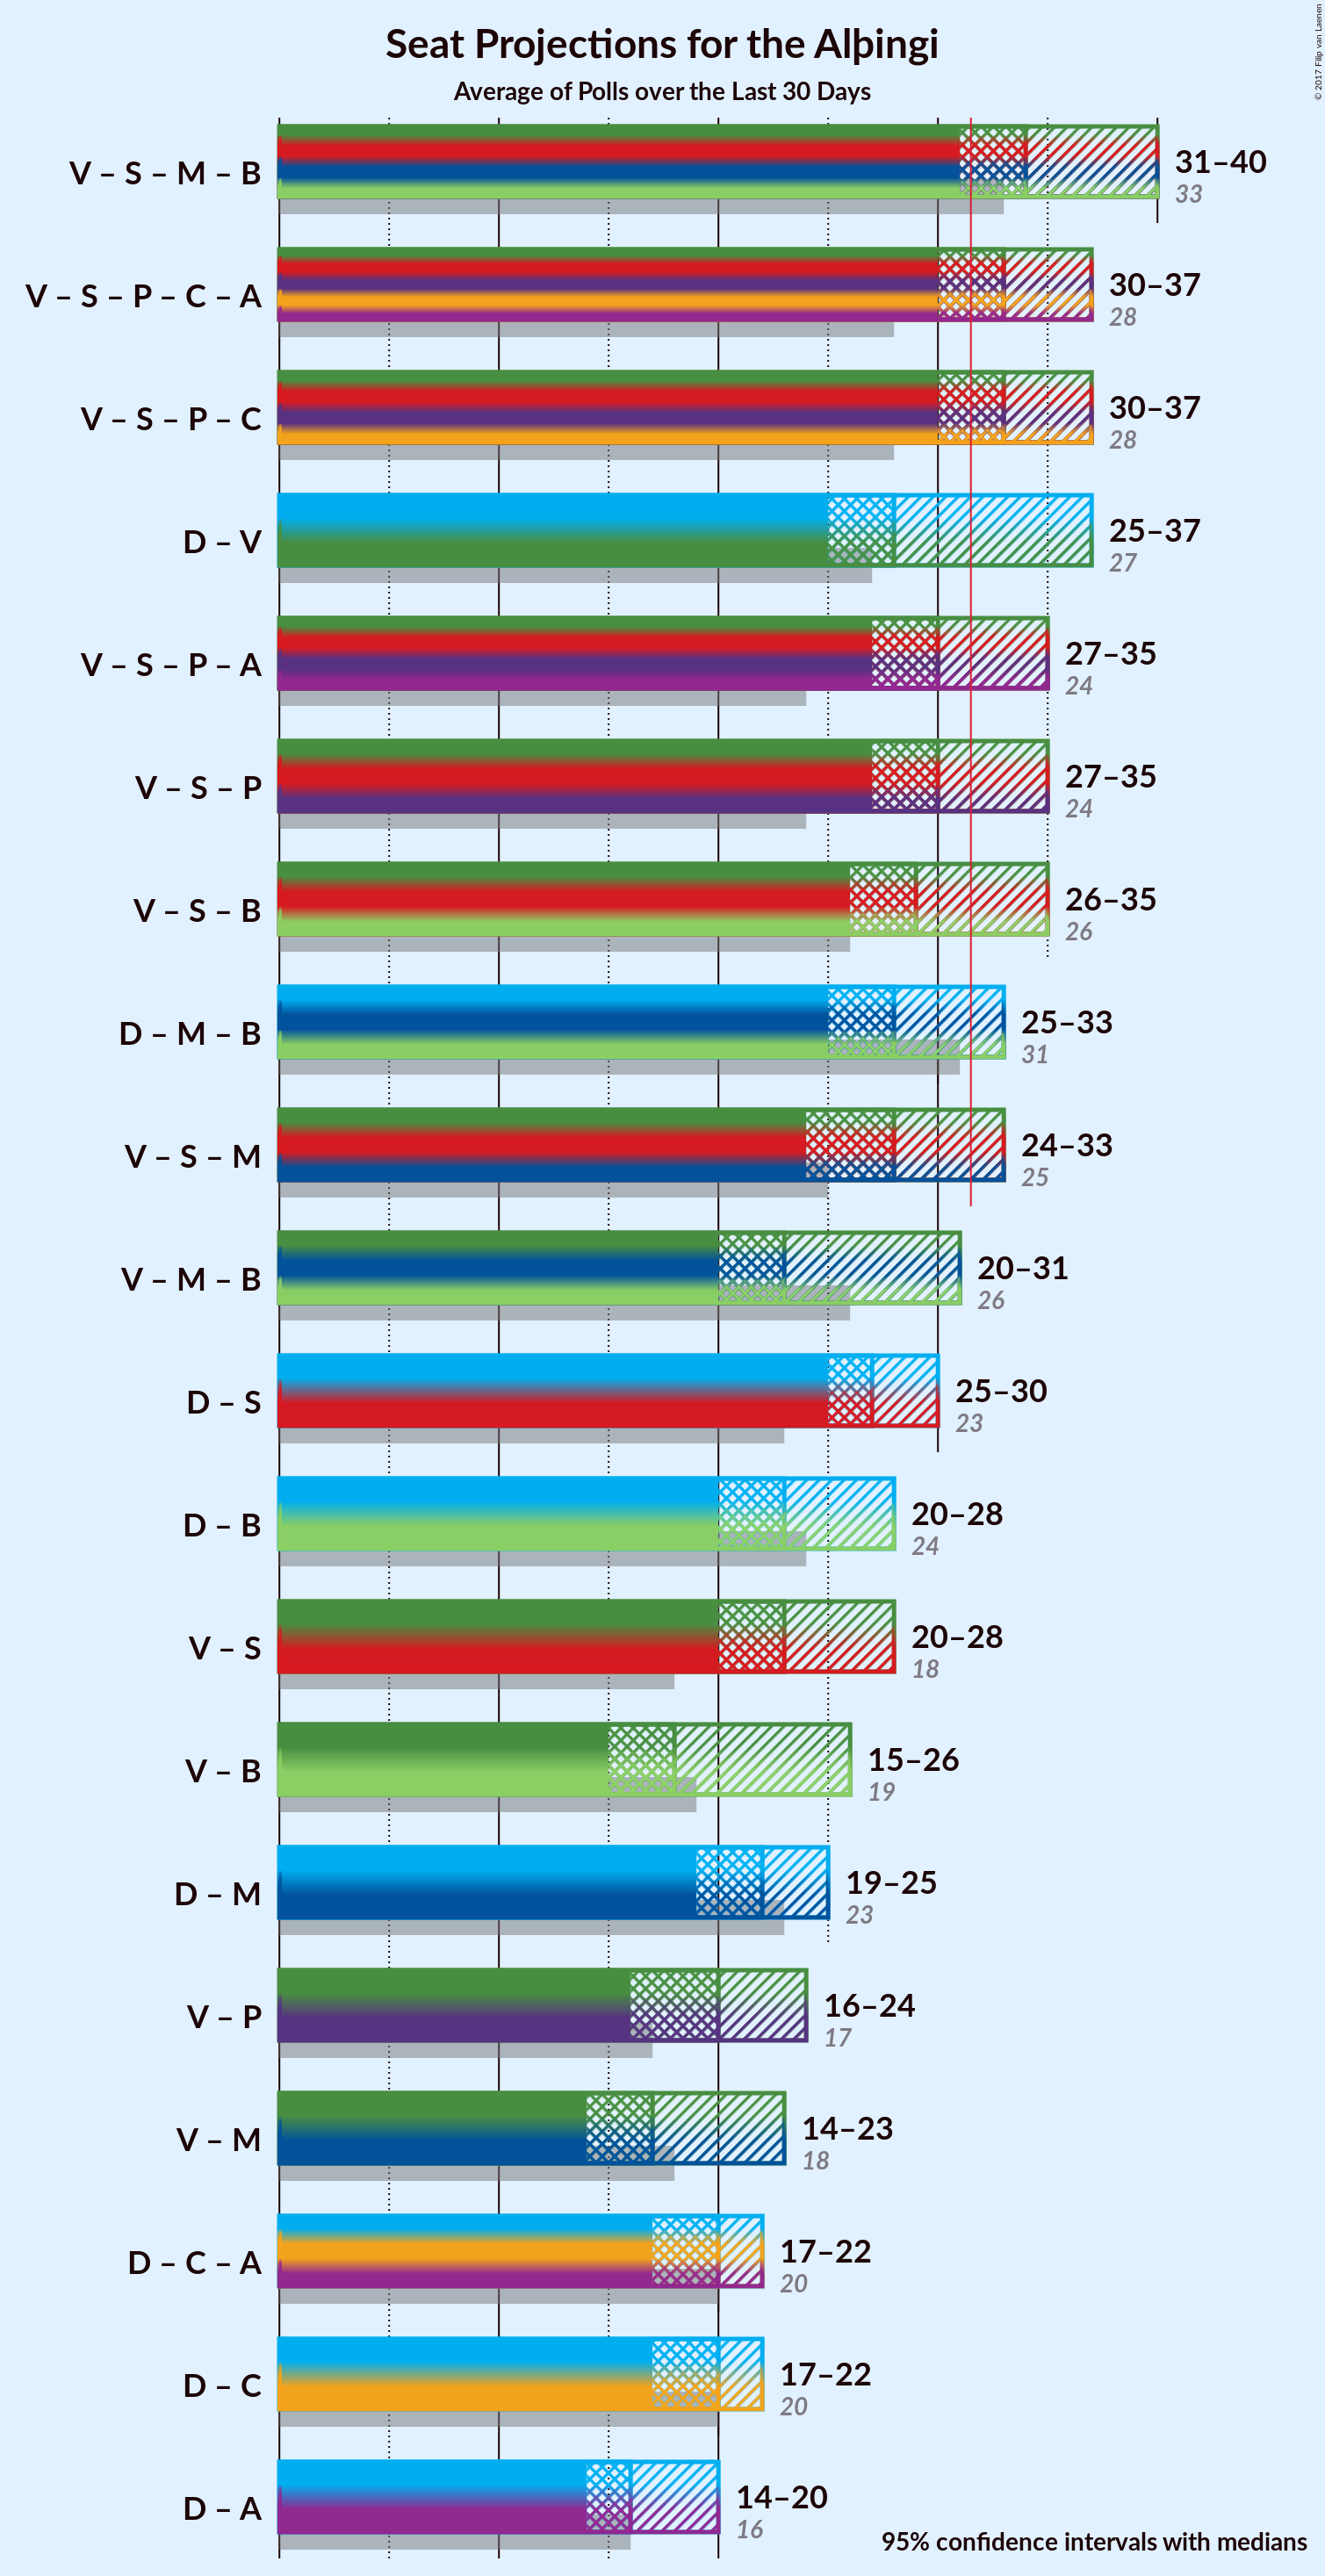 Seat Projections for the Alþingi
Average of Polls over the Last 30 Days
© 2017 Filip van Laenen
V – S – M – B
31–40
33
V – S – P – C – A
30–37
28
V – S – P – C
30–37
28
D – V
25–37
27
V – S – P – A
27–35
24
V – S – P
27–35
24
V – S – B
26–35
26
D – M – B
25–33
31
V – S – M
24–33
25
V – M – B
20–31
26
D – S
25–30
23
D – B
20–28
24
V – S
20–28
18
V – B
15–26
19
D – M
19–25
23
V – P
16–24
17
V – M
14–23
18
D – C – A
17–22
20
D – C
17–22
20
D – A
14–20
16
95% confidence intervals with medians